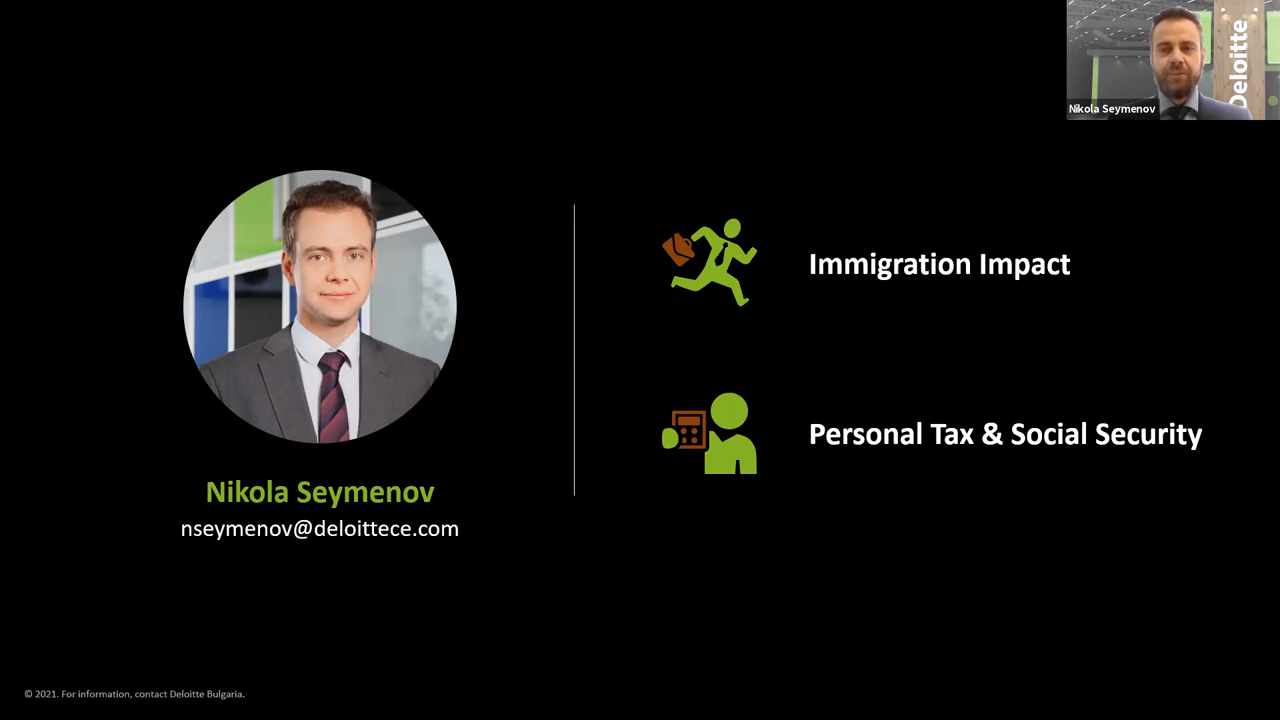 Deloitte
Nikola Seymenov
Immigration Impact
Personal Tax & Social Security
Nikola Seymenov
nseymenov@deloittece.com
© 2021. For information, contact Deloitte Bulgaria.